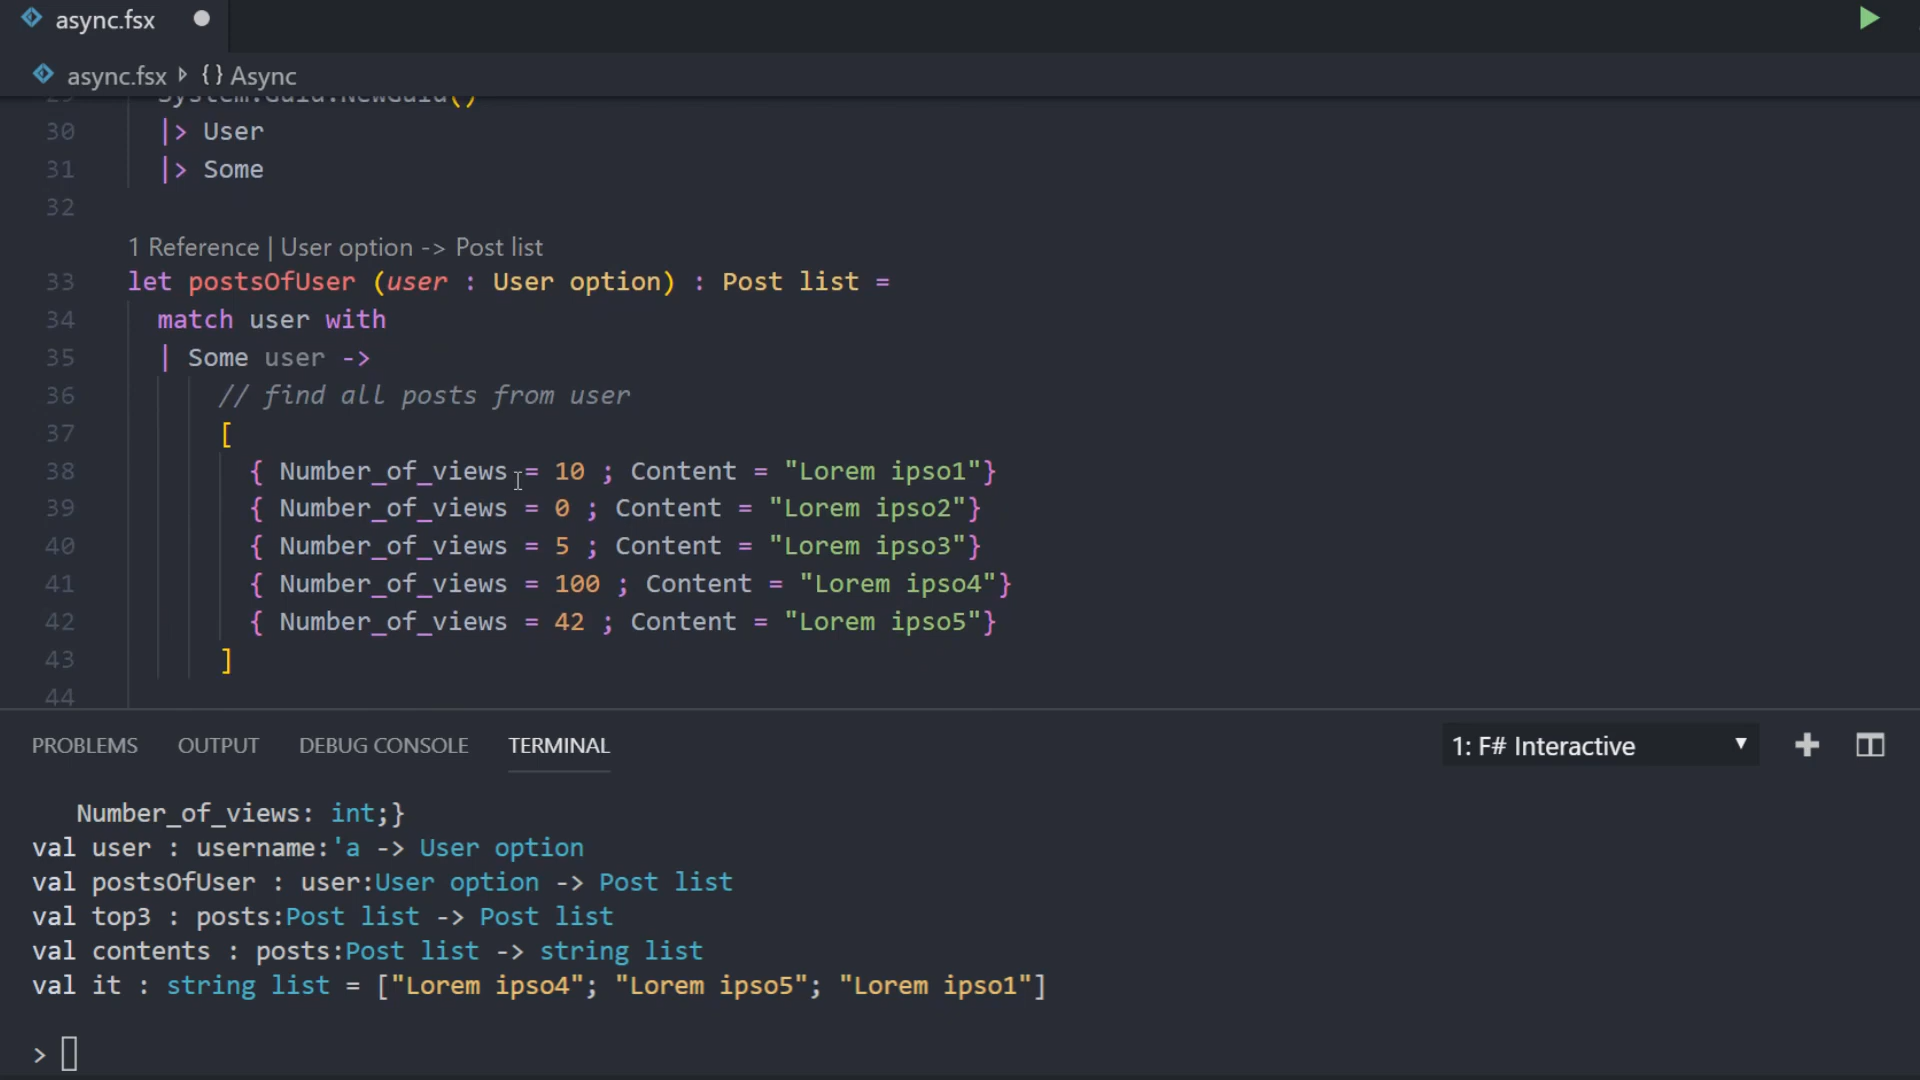 async.fsx
async.fsx {} Async
29 System.Guid.NewGuid()
30 |> User
31 |> Some
32
1 Reference | User option -> Post list
33 let postsOfUser (user : User option) : Post list =
34 match user with
35 | Some user ->
36 // find all posts from user
37 [
38 { Number_of_views = 10 ; Content = "Lorem ipso1"}
39 { Number_of_views = 0 ; Content = "Lorem ipso2"}
40 { Number_of_views = 5 ; Content = "Lorem ipso3"}
41 { Number_of_views = 100 ; Content = "Lorem ipso4"}
42 { Number_of_views = 42 ; Content = "Lorem ipso5"}
43 ]
44
PROBLEMS OUTPUT DEBUG CONSOLE TERMINAL 1: F# Interactive
Number_of_views: int;}
val user : username:'a -> User option
val postsOfUser : user:User option -> Post list
val top3 : posts:Post list -> Post list
val contents : posts:Post list -> string list
val it : string list = ["Lorem ipso4"; "Lorem ipso5"; "Lorem ipso1"]
>